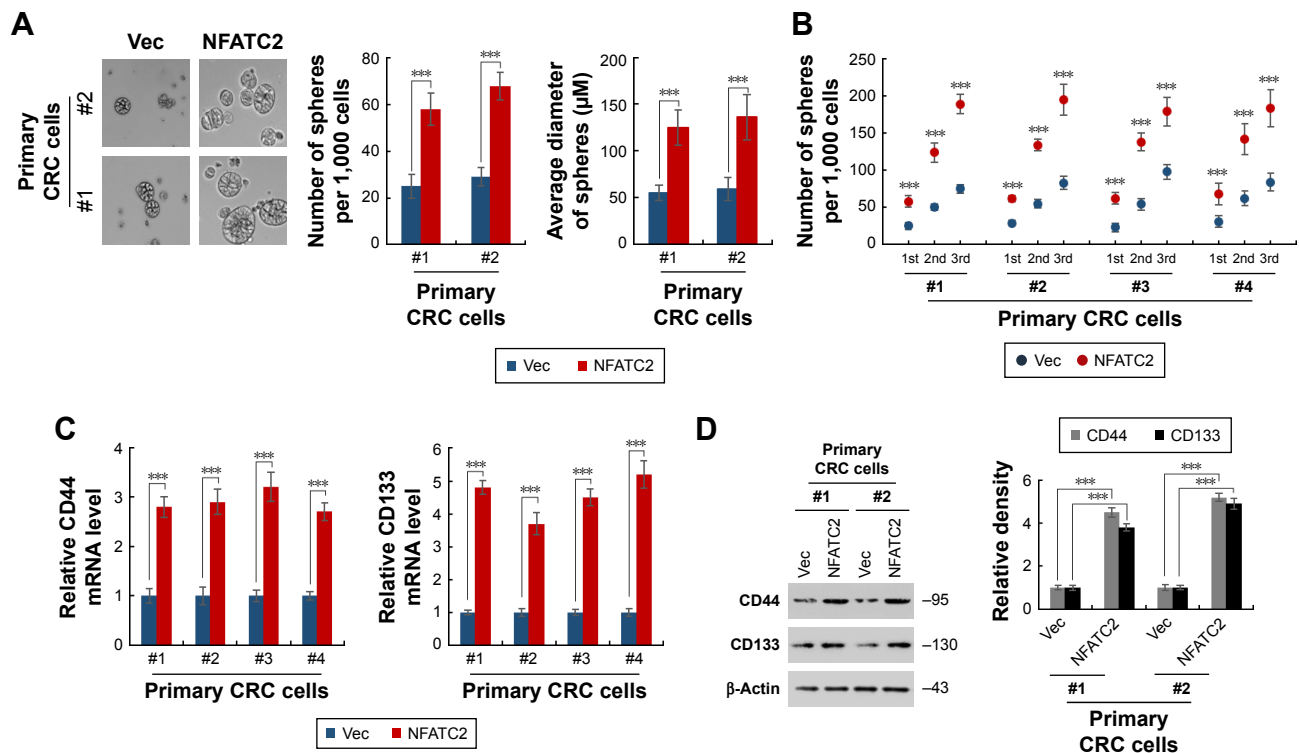 A
Vec NFATC2
Primary
CRC cells
#2
#1
Number of spheres
per 1,000 cells
80
60
40
20
0
***
***
#1 #2
Primary
CRC cells
Average diameter
of spheres (µM)
200
150
100
50
0
***
***
#1 #2
Primary
CRC cells
Vec NFATC2
B
Number of spheres
per 1,000 cells
250
200
150
100
50
0
*** *** *** *** *** *** *** *** *** *** *** ***
1st 2nd 3rd 1st 2nd 3rd 1st 2nd 3rd 1st 2nd 3rd
#1 #2 #3 #4
Primary CRC cells
Vec NFATC2
C
Relative CD44
mRNA level
4
3
2
1
0
*** *** *** ***
#1 #2 #3 #4
Primary CRC cells
Relative CD133
mRNA level
6
5
4
3
2
1
0
*** *** *** ***
#1 #2 #3 #4
Primary CRC cells
Vec NFATC2
D
Primary
CRC cells
#1 #2
Vec NFATC2 Vec NFATC2
CD44 –95
CD133 –130
β-Actin –43
CD44 CD133
Relative density
6
4
2
0
*** *** *** ***
Vec NFATC2 Vec NFATC2
#1 #2
Primary
CRC cells